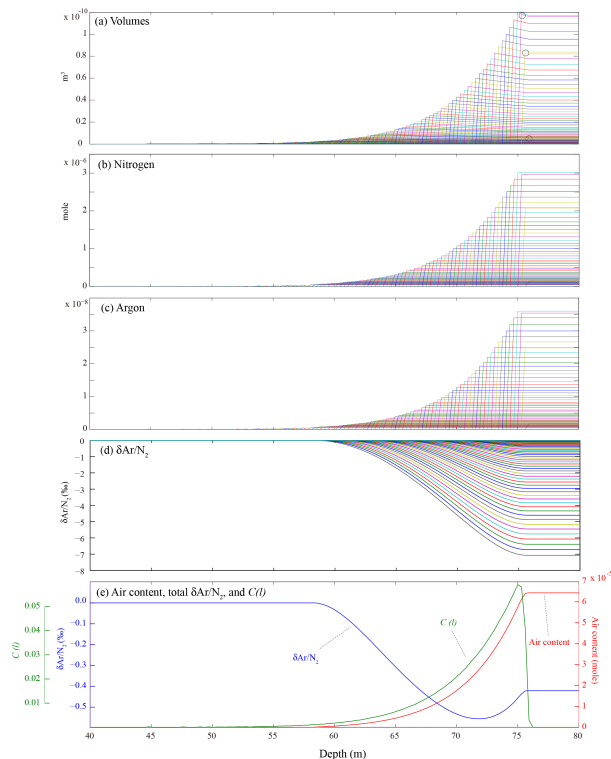 x 10⁻¹⁰
(a) Volumes
1
0.8
0.6
0.4
0.2
0
m³
x 10⁻⁶
(b) Nitrogen
3
2
1
0
mole
x 10⁻⁸
(c) Argon
3
2
1
0
(d) δAr/N₂
0
−1
−2
−3
−4
−5
−6
−7
−8
δAr/N₂ (‰)
(e) Air content, total δAr/N₂, and C(l)
C (l)
0.05
0.04
0.03
0.02
0.01
δAr/N₂ (‰)
0.0
−0.1
−0.2
−0.3
−0.4
−0.5
δAr/N₂
C (l)
Air content
7 x 10⁻⁵
6
5
4
3
2
1
0
Air content (mole)
40 45 50 55 60 65 70 75 80
Depth (m)